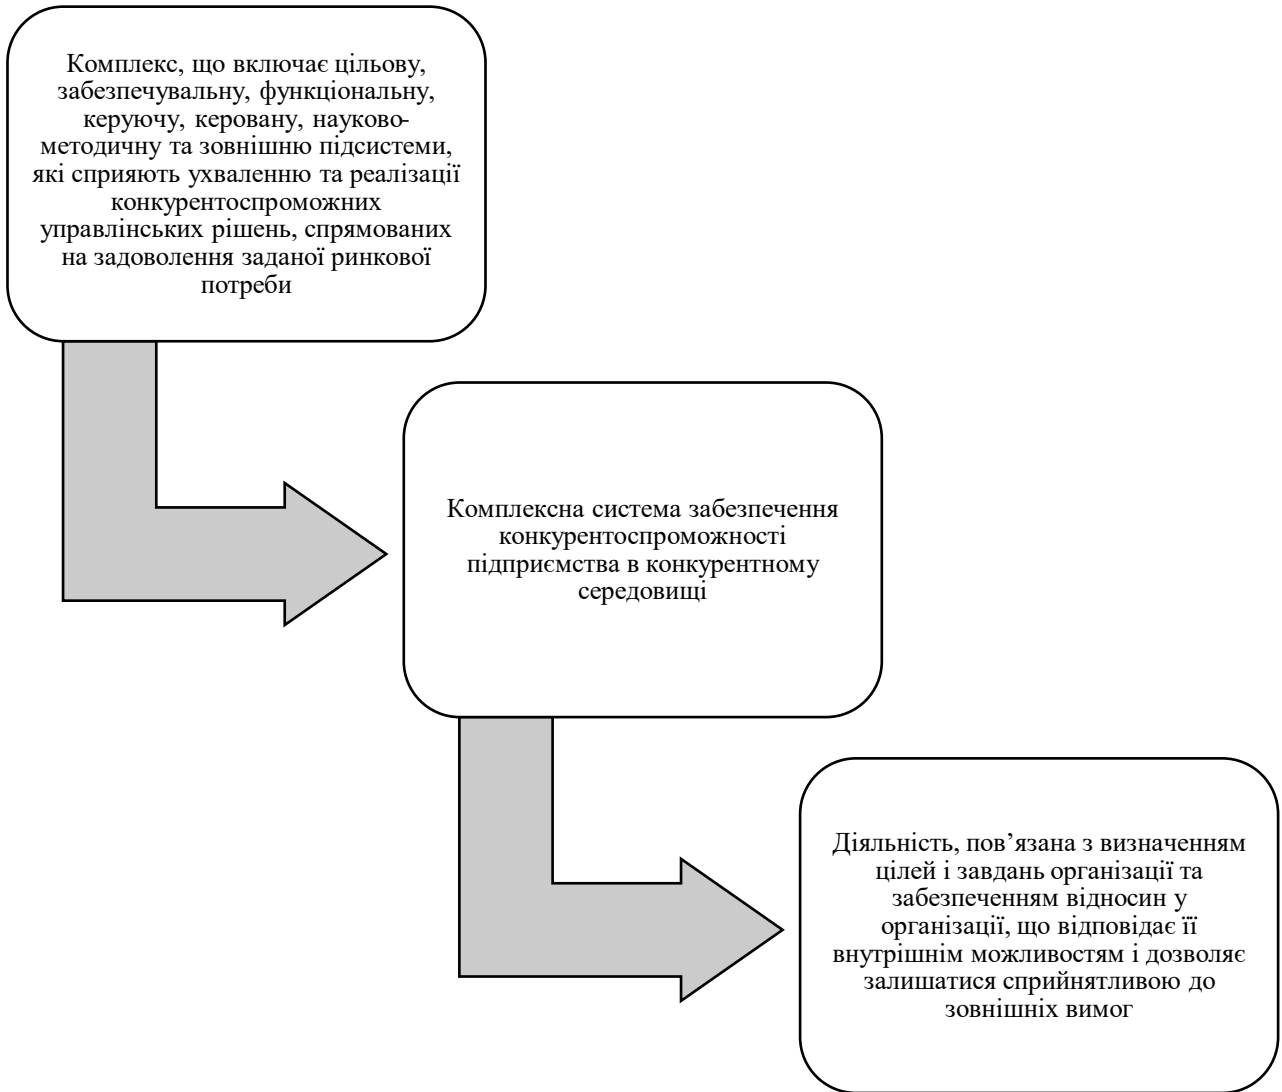 Комплекс, що включає цільову,
забезпечувальну, функціональну,
керуючу, керовану, науково-
методичну та зовнішню підсистеми,
які сприяють ухваленню та реалізації
конкурентоспроможних
управлінських рішень, спрямованих
на задоволення заданої ринкової
потреби
Комплексна система забезпечення
конкурентоспроможності
підприємства в конкурентному
середовищі
Діяльність, пов’язана з визначенням
цілей і завдань організації та
забезпеченням відносин у
організації, що відповідає її
внутрішнім можливостям і дозволяє
залишатися сприйнятливою до
зовнішніх вимог